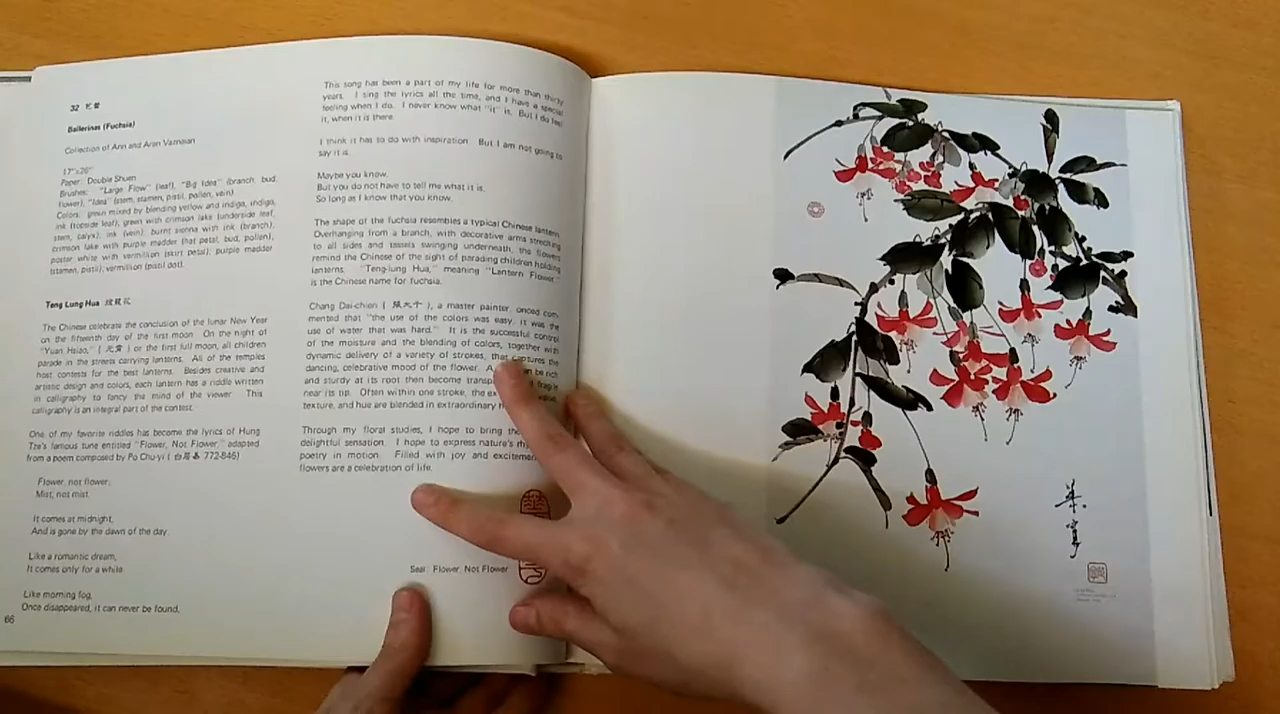 32
Ballerinas (Fuchsia)
Collection of Ann and Aran Vaznaian
17"x26"
Paper: Double Shuen
Brushes: "Large Flow" (leaf), "Big Idea" (branch, bud,
flower), "Idea" (stem, stamen, pistil, pollen, vein)
Colors: green mixed by blending yellow and indigo, indigo,
ink (topside leaf), green with crimson lake (underside leaf,
stem, calyx); ink (vein); burnt sienna with ink (branch),
crimson lake with purple madder (hat petal, bud, pollen),
poster white with vermillion (skirt petal); purple madder
(stamen, pistil); vermillion (pistil dot).
Teng Lung Hua 燈籠花
The Chinese celebrate the conclusion of the lunar New Year
on the fifteenth day of the first moon. On the night of
"Yuan Hsiao," ( 元宵 ) or the first full moon, all children
parade in the streets carrying lanterns. All of the temples
host contests for the best lanterns. Besides creative and
artistic design and colors, each lantern has a riddle written
in calligraphy to fancy the mind of the viewer. This
calligraphy is an integral part of the contest.
One of my favorite riddles has become the lyrics of Hung
Tze's famous tune entitled "Flower, Not Flower," adapted
from a poem composed by Po Chu-yi ( 白居易 772-846)
Flower, not flower;
Mist, not mist.
It comes at midnight,
And is gone by the dawn of the day.
Like a romantic dream,
It comes only for a while.
Like morning fog,
Once disappeared, it can never be found,
66
This song has been a part of my life for more than thirty
years. I sing the lyrics all the time, and I have a special
feeling when I do. I never know what "it" is. But I do feel
it, when it is there.
I think it has to do with inspiration. But I am not going to
say it is.
Maybe you know.
But you do not have to tell me what it is.
So long as I know that you know.
The shape of the fuchsia resembles a typical Chinese lantern.
Overhanging from a branch, with decorative arms stretching
to all sides and tassels swinging underneath, the flowers
remind the Chinese of the sight of parading children holding
lanterns. "Teng-lung Hua," meaning "Lantern Flower"
is the Chinese name for fuchsia.
Chang Dai-chien ( 張大千 ), a master painter, onced com-
mented that "the use of the colors was easy, it was the
use of water that was hard." It is the successful control
of the moisture and the blending of colors, together with
dynamic delivery of a variety of strokes, that captures the
dancing, celebrative mood of the flower. A can be rich
and sturdy at its root then become transp fragile
near its tip. Often within one stroke, the ex value,
texture, and hue are blended in extraordinary
Through my floral studies, I hope to bring the
delightful sensation. I hope to express nature's
poetry in motion. Filled with joy and excitemen
flowers are a celebration of life.
Seal: Flower, Not Flower